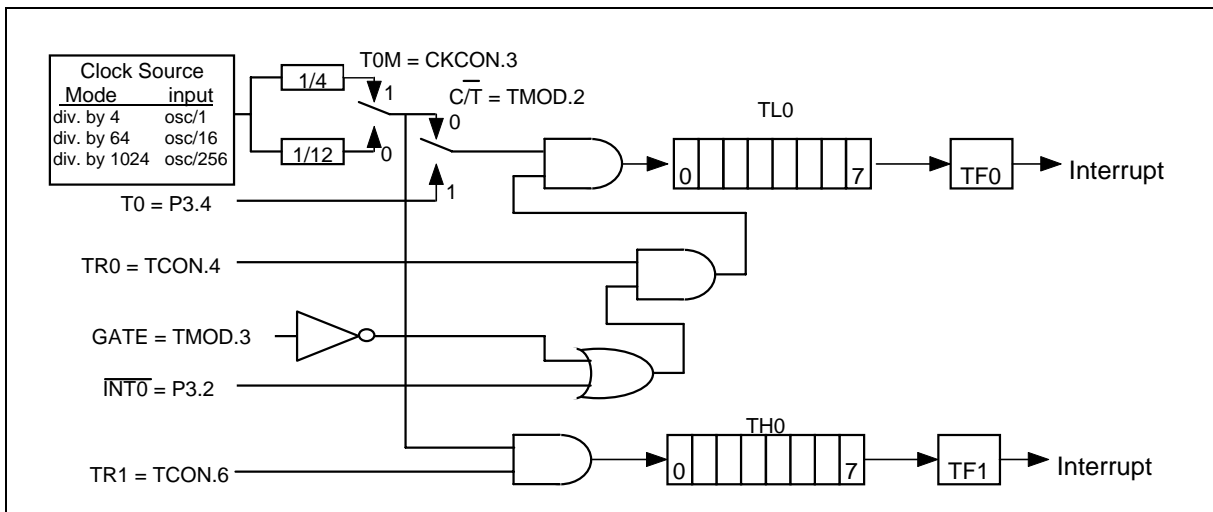 Clock Source
Mode input
div. by 4 osc/1
div. by 64 osc/16
div. by 1024 osc/256
1/4
1/12
T0M = CKCON.3
1
0
C/T̅ = TMOD.2
0
1
T0 = P3.4
TL0
0 7
TF0
Interrupt
TR0 = TCON.4
GATE = TMOD.3
I̅N̅T̅0̅ = P3.2
TR1 = TCON.6
TH0
0 7
TF1
Interrupt